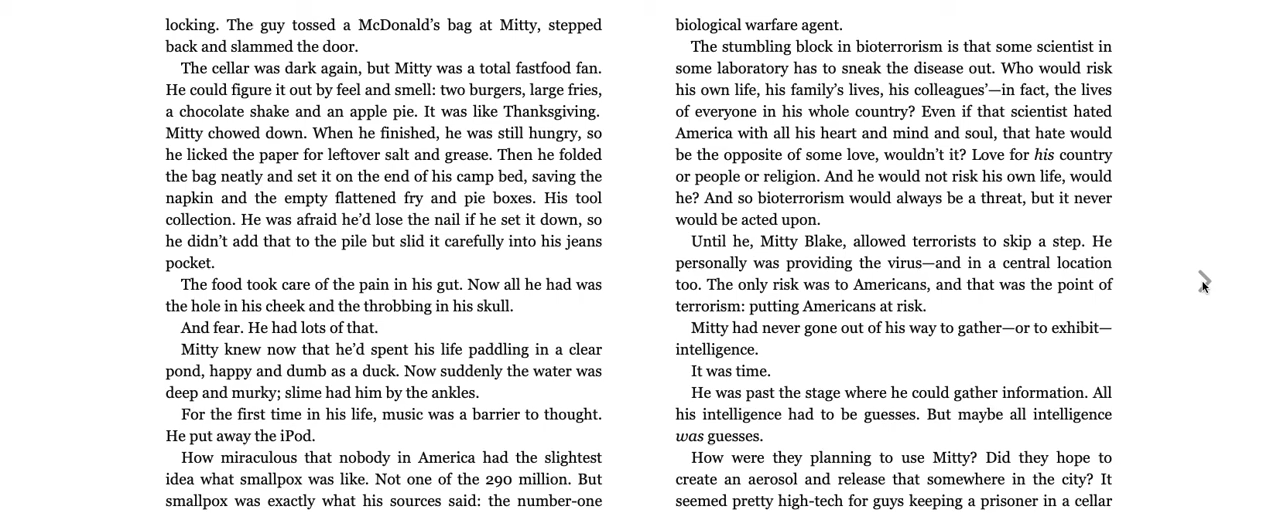 locking. The guy tossed a McDonald’s bag at Mitty, stepped
back and slammed the door.
The cellar was dark again, but Mitty was a total fastfood fan.
He could figure it out by feel and smell: two burgers, large fries,
a chocolate shake and an apple pie. It was like Thanksgiving.
Mitty chowed down. When he finished, he was still hungry, so
he licked the paper for leftover salt and grease. Then he folded
the bag neatly and set it on the end of his camp bed, saving the
napkin and the empty flattened fry and pie boxes. His tool
collection. He was afraid he’d lose the nail if he set it down, so
he didn’t add that to the pile but slid it carefully into his jeans
pocket.
The food took care of the pain in his gut. Now all he had was
the hole in his cheek and the throbbing in his skull.
And fear. He had lots of that.
Mitty knew now that he’d spent his life paddling in a clear
pond, happy and dumb as a duck. Now suddenly the water was
deep and murky; slime had him by the ankles.
For the first time in his life, music was a barrier to thought.
He put away the iPod.
How miraculous that nobody in America had the slightest
idea what smallpox was like. Not one of the 290 million. But
smallpox was exactly what his sources said: the number-one
biological warfare agent.
The stumbling block in bioterrorism is that some scientist in
some laboratory has to sneak the disease out. Who would risk
his own life, his family’s lives, his colleagues’—in fact, the lives
of everyone in his whole country? Even if that scientist hated
America with all his heart and mind and soul, that hate would
be the opposite of some love, wouldn’t it? Love for his country
or people or religion. And he would not risk his own life, would
he? And so bioterrorism would always be a threat, but it never
would be acted upon.
Until he, Mitty Blake, allowed terrorists to skip a step. He
personally was providing the virus—and in a central location
too. The only risk was to Americans, and that was the point of
terrorism: putting Americans at risk.
Mitty had never gone out of his way to gather—or to exhibit—
intelligence.
It was time.
He was past the stage where he could gather information. All
his intelligence had to be guesses. But maybe all intelligence
was guesses.
How were they planning to use Mitty? Did they hope to
create an aerosol and release that somewhere in the city? It
seemed pretty high-tech for guys keeping a prisoner in a cellar